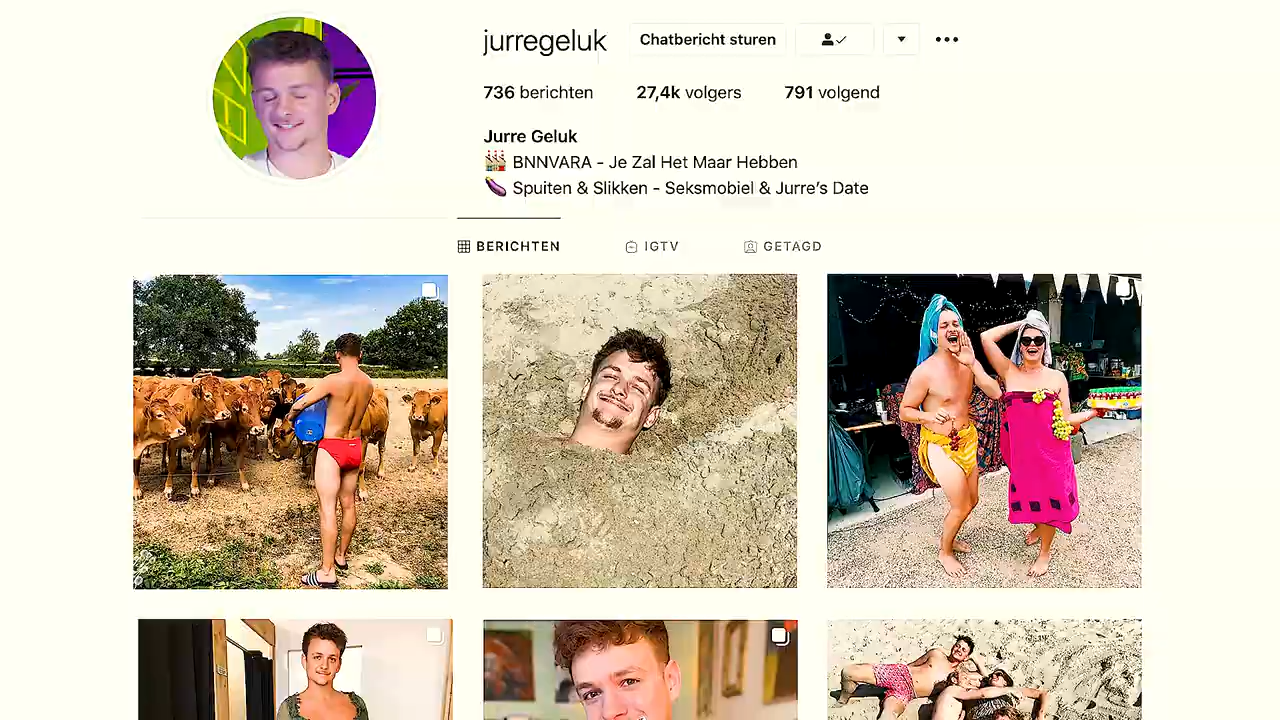 jurregeluk Chatbericht sturen
736 berichten 27,4k volgers 791 volgend
Jurre Geluk
BNNVARA - Je Zal Het Maar Hebben
Spuiten & Slikken - Seksmobiel & Jurre's Date
BERICHTEN IGTV GETAGD